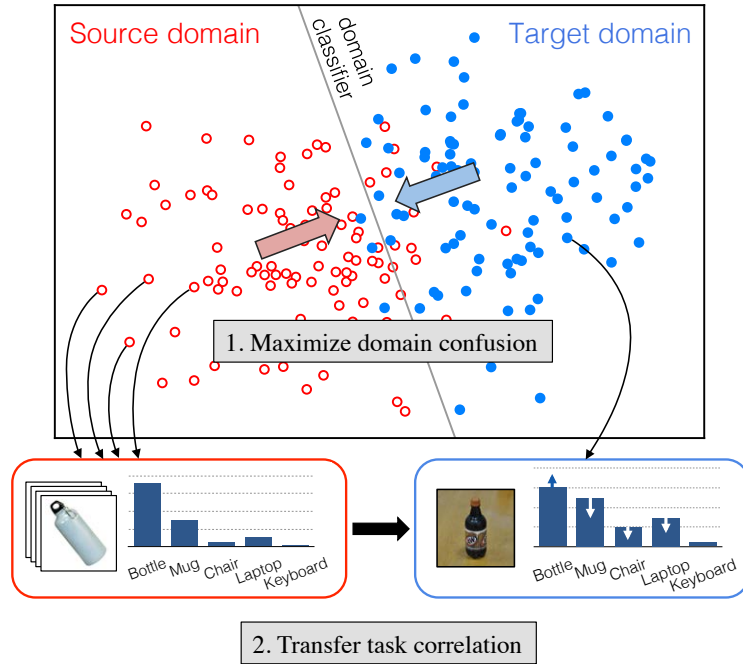 Source domain
domain
classifier
Target domain
1. Maximize domain confusion
Bottle
Mug
Chair
Laptop
Keyboard
Bottle
Mug
Chair
Laptop
Keyboard
2. Transfer task correlation